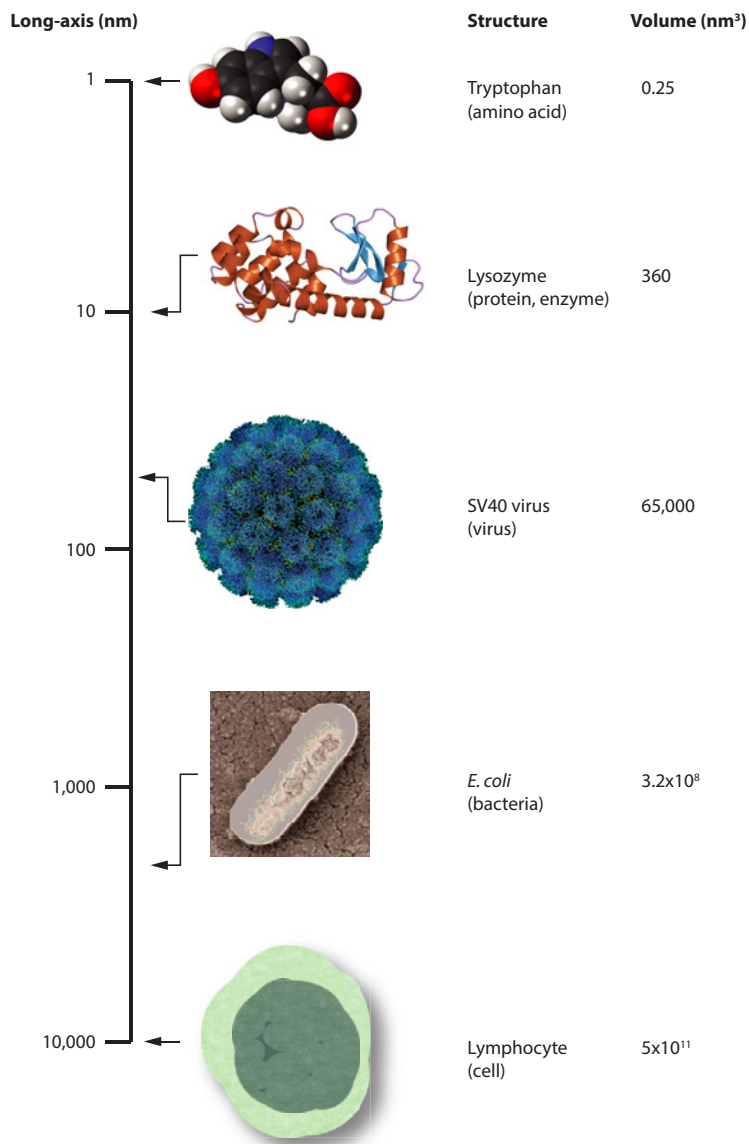 Long-axis (nm) Structure Volume (nm³)
1 Tryptophan 0.25
(amino acid)
Lysozyme 360
(protein, enzyme)
10
SV40 virus 65,000
(virus)
100
1,000 E. coli 3.2x10⁸
(bacteria)
10,000 Lymphocyte 5x10¹¹
(cell)